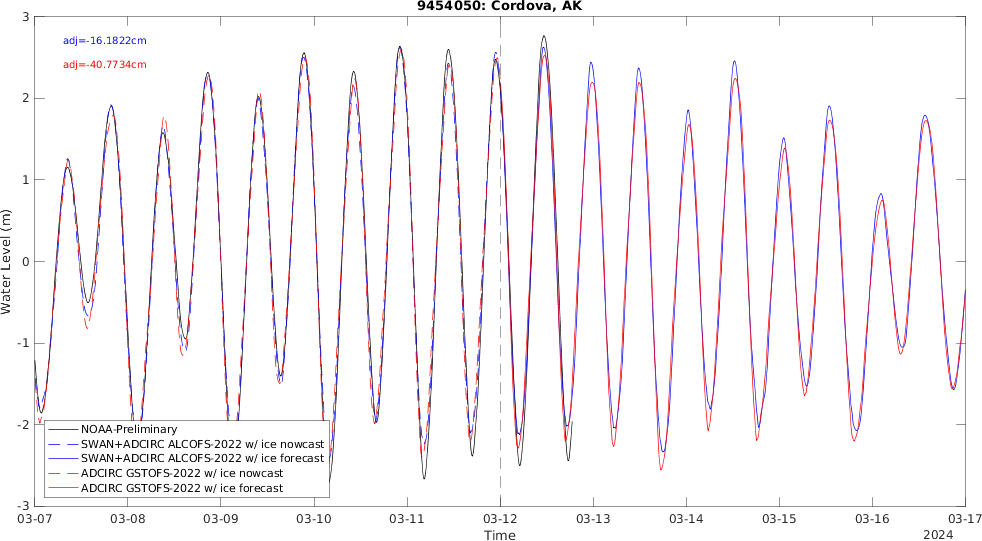 9454050: Cordova, AK
adj=-16.1822cm
adj=-40.7734cm
Water Level (m)
3
2
1
0
-1
-2
-3
NOAA-Preliminary
SWAN+ADCIRC ALCOFS-2022 w/ ice nowcast
SWAN+ADCIRC ALCOFS-2022 w/ ice forecast
ADCIRC GSTOFS-2022 w/ ice nowcast
ADCIRC GSTOFS-2022 w/ ice forecast
03-07 03-08 03-09 03-10 03-11 03-12 03-13 03-14 03-15 03-16 03-17
Time
2024